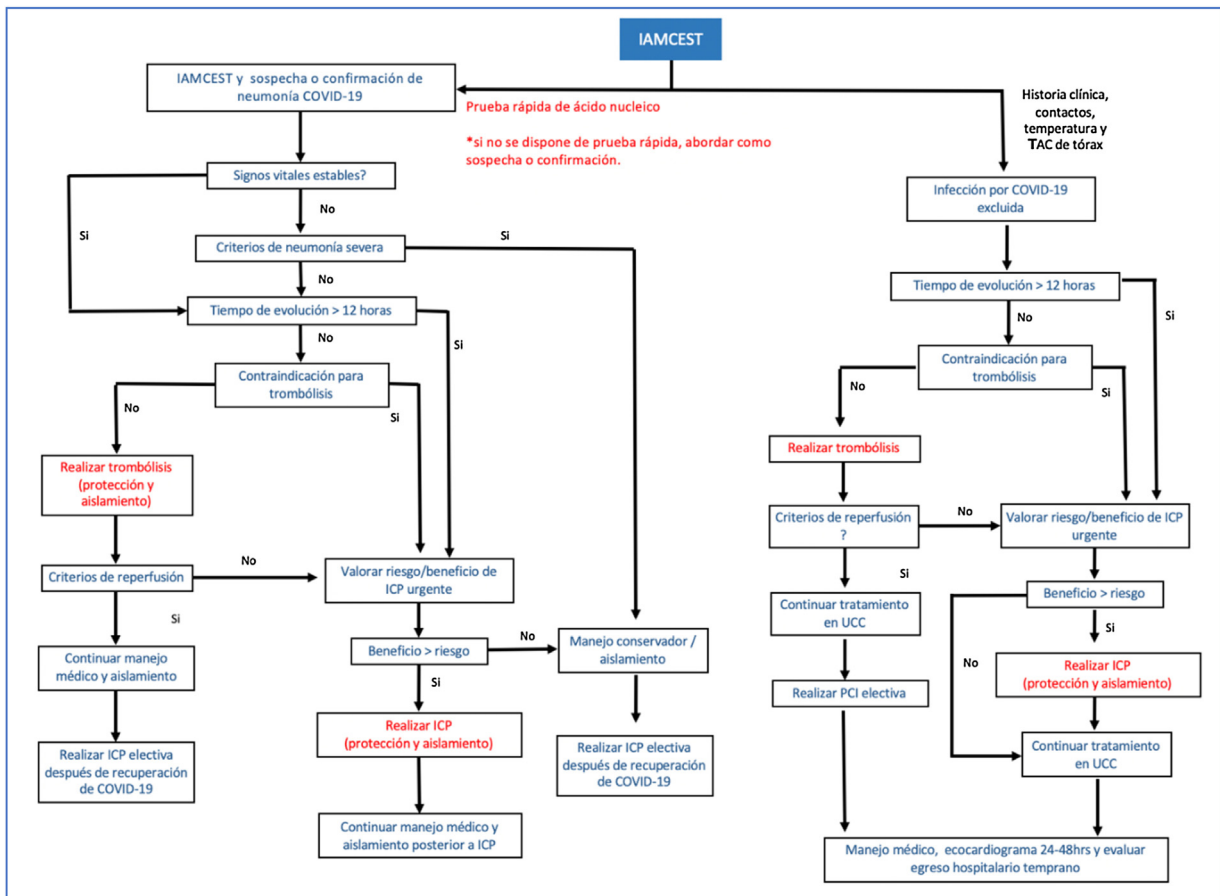 IAMCEST
IAMCEST y sospecha o confirmación de
neumonía COVID-19
Prueba rápida de ácido nucleico
*si no se dispone de prueba rápida, abordar como
sospecha o confirmación.
Historia clínica,
contactos,
temperatura y
TAC de tórax
Signos vitales estables?
Si
No
Criterios de neumonía severa
Si
No
Tiempo de evolución > 12 horas
No
Si
Contraindicación para
trombólisis
No
Si
Realizar trombólisis
(protección y
aislamiento)
Criterios de reperfusión
No
Si
Continuar manejo
médico y aislamiento
Realizar ICP electiva
después de recuperación
de COVID-19
Valorar riesgo/beneficio de
ICP urgente
Beneficio > riesgo
No
Si
Realizar ICP
(protección y aislamiento)
Continuar manejo médico y
aislamiento posterior a ICP
Manejo conservador /
aislamiento
Realizar ICP electiva
después de recuperación
de COVID-19
Infección por COVID-19
excluida
Tiempo de evolución > 12 horas
No
Si
Contraindicación para
trombólisis
No
Si
Realizar trombólisis
Criterios de reperfusión
?
No
Si
Continuar tratamiento
en UCC
Realizar PCI electiva
Valorar riesgo/beneficio de ICP
urgente
Beneficio > riesgo
Si
No
Realizar ICP
(protección y aislamiento)
Continuar tratamiento
en UCC
Manejo médico, ecocardiograma 24-48hrs y evaluar
egreso hospitalario temprano